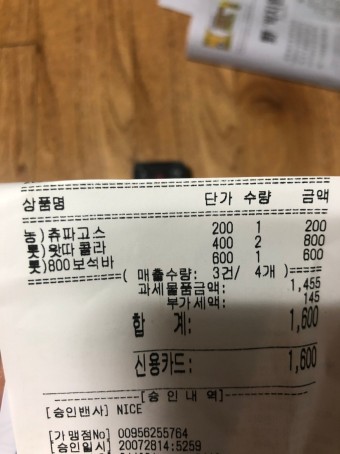 상품명 단가 수량 금액
농)츄파고스 200 1 200
롯)왓따 콜라 400 2 800
롯)800보석바 600 1 600
======( 매출수량: 3건/ 4개 )=====
과세물품금액: 1,455
부가세액: 145
합 계: 1,600
신용카드: 1,600
----------[승 인 내 역]----------
[승인밴사] NICE
[가맹점No] 00956255764
[승인일시] 20072814:5259